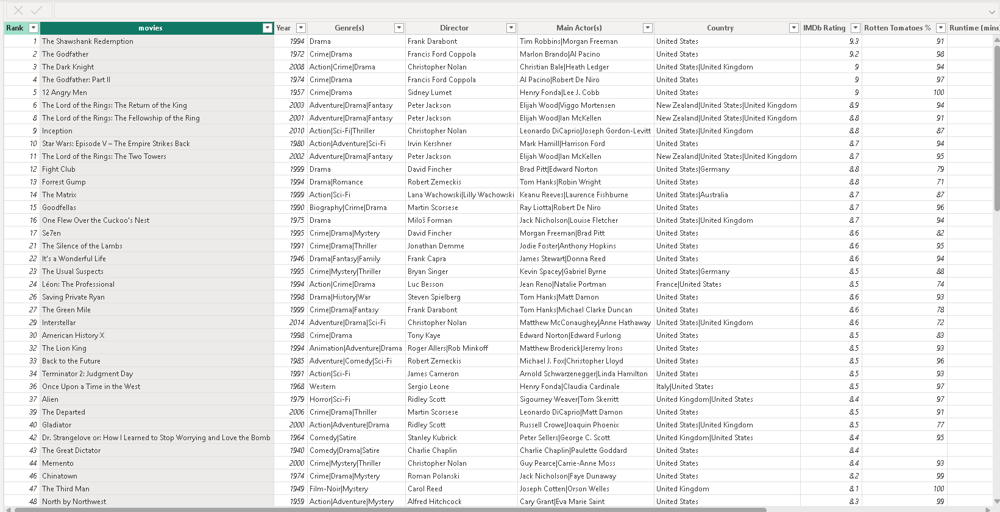 Rank movies Year Genre(s) Director Main Actor(s) Country IMDb Rating Rotten Tomatoes % Runtime (mins
1 The Shawshank Redemption 1994 Drama Frank Darabont Tim Robbins|Morgan Freeman United States 9.3 91
2 The Godfather 1972 Crime|Drama Francis Ford Coppola Marlon Brando|Al Pacino United States 9.2 98
3 The Dark Knight 2008 Action|Crime|Drama Christopher Nolan Christian Bale|Heath Ledger United States|United Kingdom 9 94
4 The Godfather: Part II 1974 Crime|Drama Francis Ford Coppola Al Pacino|Robert De Niro United States 9 97
5 12 Angry Men 1957 Crime|Drama Sidney Lumet Henry Fonda|Lee J. Cobb United States 9 100
6 The Lord of the Rings: The Return of the King 2003 Adventure|Drama|Fantasy Peter Jackson Elijah Wood|Viggo Mortensen New Zealand|United States|United Kingdom 8.9 94
8 The Lord of the Rings: The Fellowship of the Ring 2001 Adventure|Drama|Fantasy Peter Jackson Elijah Wood|Ian McKellen New Zealand|United States|United Kingdom 8.8 91
9 Inception 2010 Action|Sci-Fi|Thriller Christopher Nolan Leonardo DiCaprio|Joseph Gordon-Levitt United States|United Kingdom 8.8 87
10 Star Wars: Episode V – The Empire Strikes Back 1980 Action|Adventure|Sci-Fi Irvin Kershner Mark Hamill|Harrison Ford United States 8.7 94
11 The Lord of the Rings: The Two Towers 2002 Adventure|Drama|Fantasy Peter Jackson Elijah Wood|Ian McKellen New Zealand|United States|United Kingdom 8.7 95
12 Fight Club 1999 Drama David Fincher Brad Pitt|Edward Norton United States|Germany 8.8 79
13 Forrest Gump 1994 Drama|Romance Robert Zemeckis Tom Hanks|Robin Wright United States 8.8 71
14 The Matrix 1999 Action|Sci-Fi Lana Wachowski|Lilly Wachowski Keanu Reeves|Laurence Fishburne United States|Australia 8.7 87
15 Goodfellas 1990 Biography|Crime|Drama Martin Scorsese Ray Liotta|Robert De Niro United States 8.7 96
16 One Flew Over the Cuckoo's Nest 1975 Drama Miloš Forman Jack Nicholson|Louise Fletcher United States|United Kingdom 8.7 94
17 Se7en 1995 Crime|Drama|Mystery David Fincher Morgan Freeman|Brad Pitt United States 8.6 82
21 The Silence of the Lambs 1991 Crime|Drama|Thriller Jonathan Demme Jodie Foster|Anthony Hopkins United States 8.6 95
22 It's a Wonderful Life 1946 Drama|Fantasy|Family Frank Capra James Stewart|Donna Reed United States 8.6 94
23 The Usual Suspects 1995 Crime|Mystery|Thriller Bryan Singer Kevin Spacey|Gabriel Byrne United States|Germany 8.5 88
24 Léon: The Professional 1994 Action|Crime|Drama Luc Besson Jean Reno|Natalie Portman France|United States 8.5 74
26 Saving Private Ryan 1998 Drama|History|War Steven Spielberg Tom Hanks|Matt Damon United States 8.6 93
27 The Green Mile 1999 Crime|Drama|Fantasy Frank Darabont Tom Hanks|Michael Clarke Duncan United States 8.6 78
29 Interstellar 2014 Adventure|Drama|Sci-Fi Christopher Nolan Matthew McConaughey|Anne Hathaway United States|United Kingdom 8.6 72
30 American History X 1998 Crime|Drama Tony Kaye Edward Norton|Edward Furlong United States 8.5 83
32 The Lion King 1994 Animation|Adventure|Drama Roger Allers|Rob Minkoff Matthew Broderick|Jeremy Irons United States 8.5 93
33 Back to the Future 1985 Adventure|Comedy|Sci-Fi Robert Zemeckis Michael J. Fox|Christopher Lloyd United States 8.5 96
34 Terminator 2: Judgment Day 1991 Action|Sci-Fi James Cameron Arnold Schwarzenegger|Linda Hamilton United States 8.5 93
36 Once Upon a Time in the West 1968 Western Sergio Leone Henry Fonda|Claudia Cardinale Italy|United States 8.5 97
37 Alien 1979 Horror|Sci-Fi Ridley Scott Sigourney Weaver|Tom Skerritt United Kingdom|United States 8.4 97
39 The Departed 2006 Crime|Drama|Thriller Martin Scorsese Leonardo DiCaprio|Matt Damon United States 8.5 91
40 Gladiator 2000 Action|Adventure|Drama Ridley Scott Russell Crowe|Joaquin Phoenix United States|United Kingdom 8.5 77
42 Dr. Strangelove or: How I Learned to Stop Worrying and Love the Bomb 1964 Comedy|Satire Stanley Kubrick Peter Sellers|George C. Scott United Kingdom|United States 8.4 95
43 The Great Dictator 1940 Comedy|Drama|Satire Charlie Chaplin Charlie Chaplin|Paulette Goddard United States 8.4
44 Memento 2000 Crime|Mystery|Thriller Christopher Nolan Guy Pearce|Carrie-Anne Moss United States 8.4 93
46 Chinatown 1974 Crime|Drama|Mystery Roman Polanski Jack Nicholson|Faye Dunaway United States 8.2 99
47 The Third Man 1949 Film-Noir|Mystery Carol Reed Joseph Cotten|Orson Welles United Kingdom 8.1 100
48 North by Northwest 1959 Action|Adventure|Mystery Alfred Hitchcock Cary Grant|Eva Marie Saint United States 8.3 99